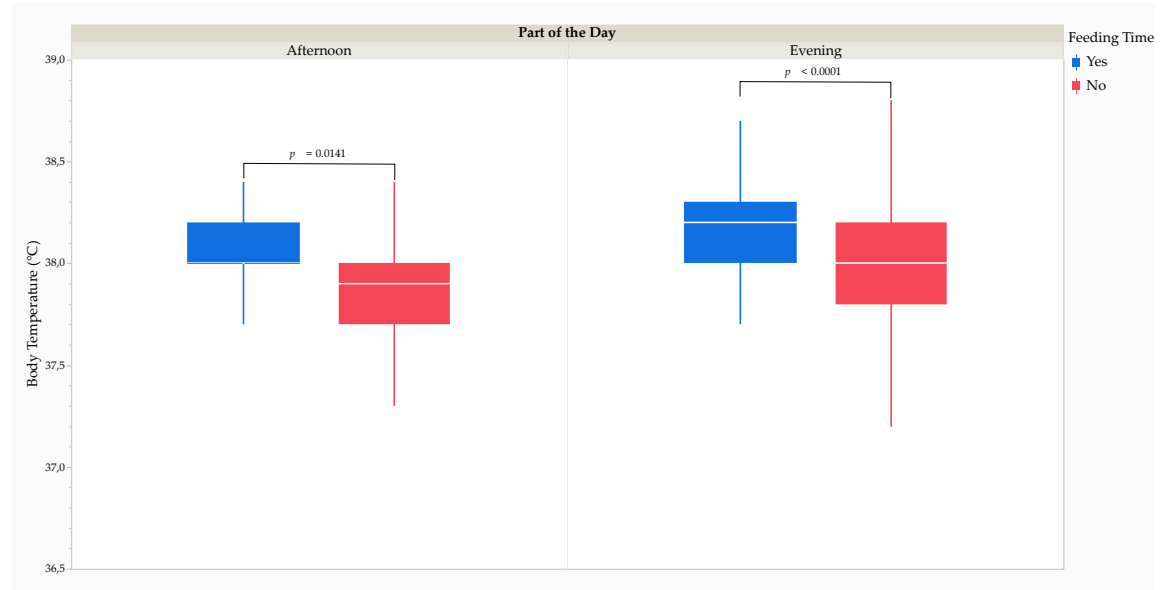 Part of the Day
Afternoon
Evening
Feeding Time
Yes
No
39,0
38,5
38,0
37,5
37,0
36,5
Body Temperature (°C)
p = 0.0141
p < 0.0001